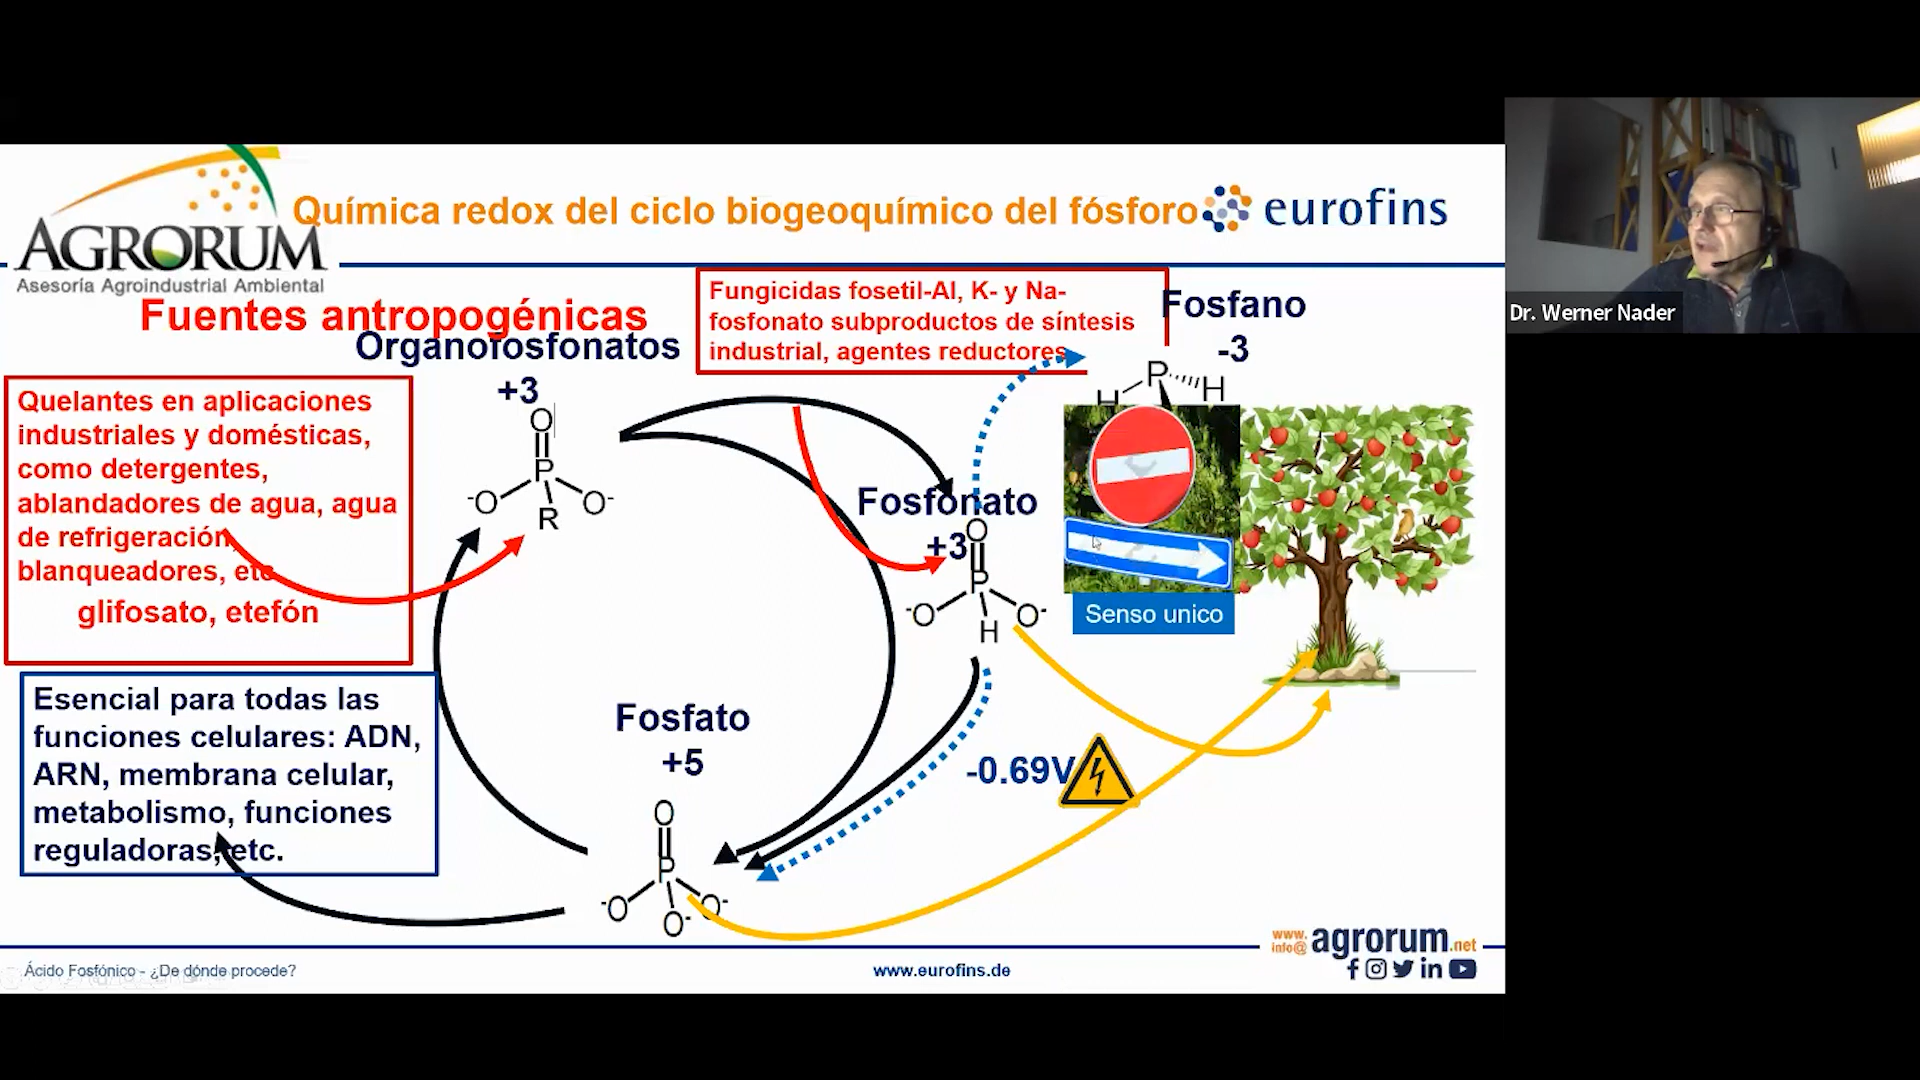 AGRORUM
Asesoría Agroindustrial Ambiental
Química redox del ciclo biogeoquímico del fósforo
eurofins
Dr. Werner Nader
Fuentes antropogénicas
Fungicidas fosetil-Al, K- y Na-
fosfonato subproductos de síntesis
industrial, agentes reductores
Fosfano
-3
P
H
H
Organofosfonatos
+3
O
P
-O
O-
R
Quelantes en aplicaciones
industriales y domésticas,
como detergentes,
ablandadores de agua, agua
de refrigeración,
blanqueadores, etc
glifosato, etefón
Fosfonato
+3
O
P
-O
O-
H
Senso unico
Esencial para todas las
funciones celulares: ADN,
ARN, membrana celular,
metabolismo, funciones
reguladoras, etc.
Fosfato
+5
O
P
-O
O-
O-
-0.69V
www.
info@
agrorum.net
Ácido Fosfónico - ¿De dónde procede?
www.eurofins.de